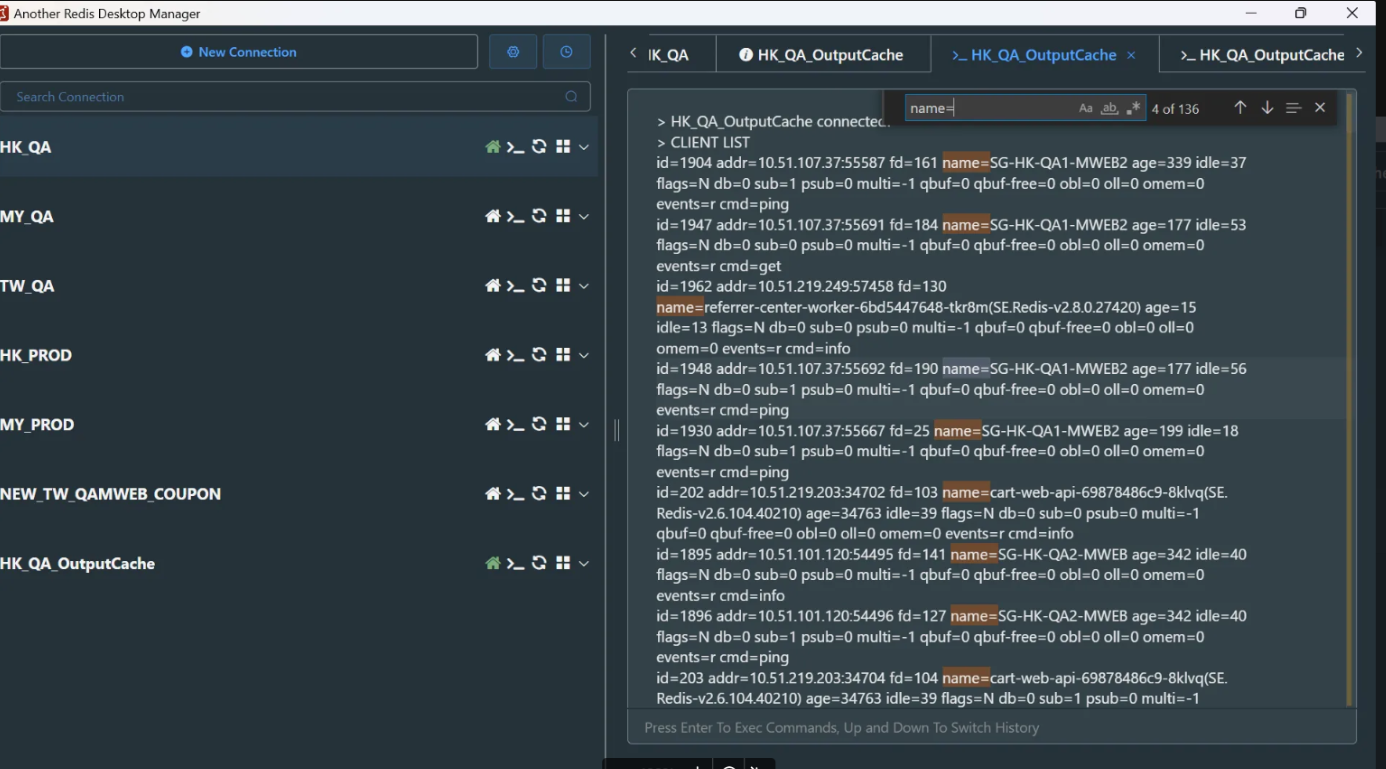 Another Redis Desktop Manager
New Connection
Search Connection
HK_QA
MY_QA
TW_QA
HK_PROD
MY_PROD
NEW_TW_QAMWEB_COUPON
HK_QA_OutputCache
HK_QA
HK_QA_OutputCache
>_ HK_QA_OutputCache
>_ HK_QA_OutputCache
name=
Aa ab 4 of 136
> HK_QA_OutputCache connected.
> CLIENT LIST
id=1904 addr=10.51.107.37:55587 fd=161 name=SG-HK-QA1-MWEB2 age=339 idle=37
flags=N db=0 sub=1 psub=0 multi=-1 qbuf=0 qbuf-free=0 obl=0 oll=0 omem=0
events=r cmd=ping
id=1947 addr=10.51.107.37:55691 fd=184 name=SG-HK-QA1-MWEB2 age=177 idle=53
flags=N db=0 sub=0 psub=0 multi=-1 qbuf=0 qbuf-free=0 obl=0 oll=0 omem=0
events=r cmd=get
id=1962 addr=10.51.219.249:57458 fd=130
name=referrer-center-worker-6bd5447648-tkr8m(SE.Redis-v2.8.0.27420) age=15
idle=13 flags=N db=0 sub=0 psub=0 multi=-1 qbuf=0 qbuf-free=0 obl=0 oll=0
omem=0 events=r cmd=info
id=1948 addr=10.51.107.37:55692 fd=190 name=SG-HK-QA1-MWEB2 age=177 idle=56
flags=N db=0 sub=1 psub=0 multi=-1 qbuf=0 qbuf-free=0 obl=0 oll=0 omem=0
events=r cmd=ping
id=1930 addr=10.51.107.37:55667 fd=25 name=SG-HK-QA1-MWEB2 age=199 idle=18
flags=N db=0 sub=1 psub=0 multi=-1 qbuf=0 qbuf-free=0 obl=0 oll=0 omem=0
events=r cmd=ping
id=202 addr=10.51.219.203:34702 fd=103 name=cart-web-api-69878486c9-8klvq(SE.
Redis-v2.6.104.40210) age=34763 idle=39 flags=N db=0 sub=0 psub=0 multi=-1
qbuf=0 qbuf-free=0 obl=0 oll=0 omem=0 events=r cmd=info
id=1895 addr=10.51.101.120:54495 fd=141 name=SG-HK-QA2-MWEB age=342 idle=40
flags=N db=0 sub=0 psub=0 multi=-1 qbuf=0 qbuf-free=0 obl=0 oll=0 omem=0
events=r cmd=info
id=1896 addr=10.51.101.120:54496 fd=127 name=SG-HK-QA2-MWEB age=342 idle=40
flags=N db=0 sub=1 psub=0 multi=-1 qbuf=0 qbuf-free=0 obl=0 oll=0 omem=0
events=r cmd=ping
id=203 addr=10.51.219.203:34704 fd=104 name=cart-web-api-69878486c9-8klvq(SE.
Redis-v2.6.104.40210) age=34763 idle=39 flags=N db=0 sub=1 psub=0 multi=-1
Press Enter To Exec Commands, Up and Down To Switch History